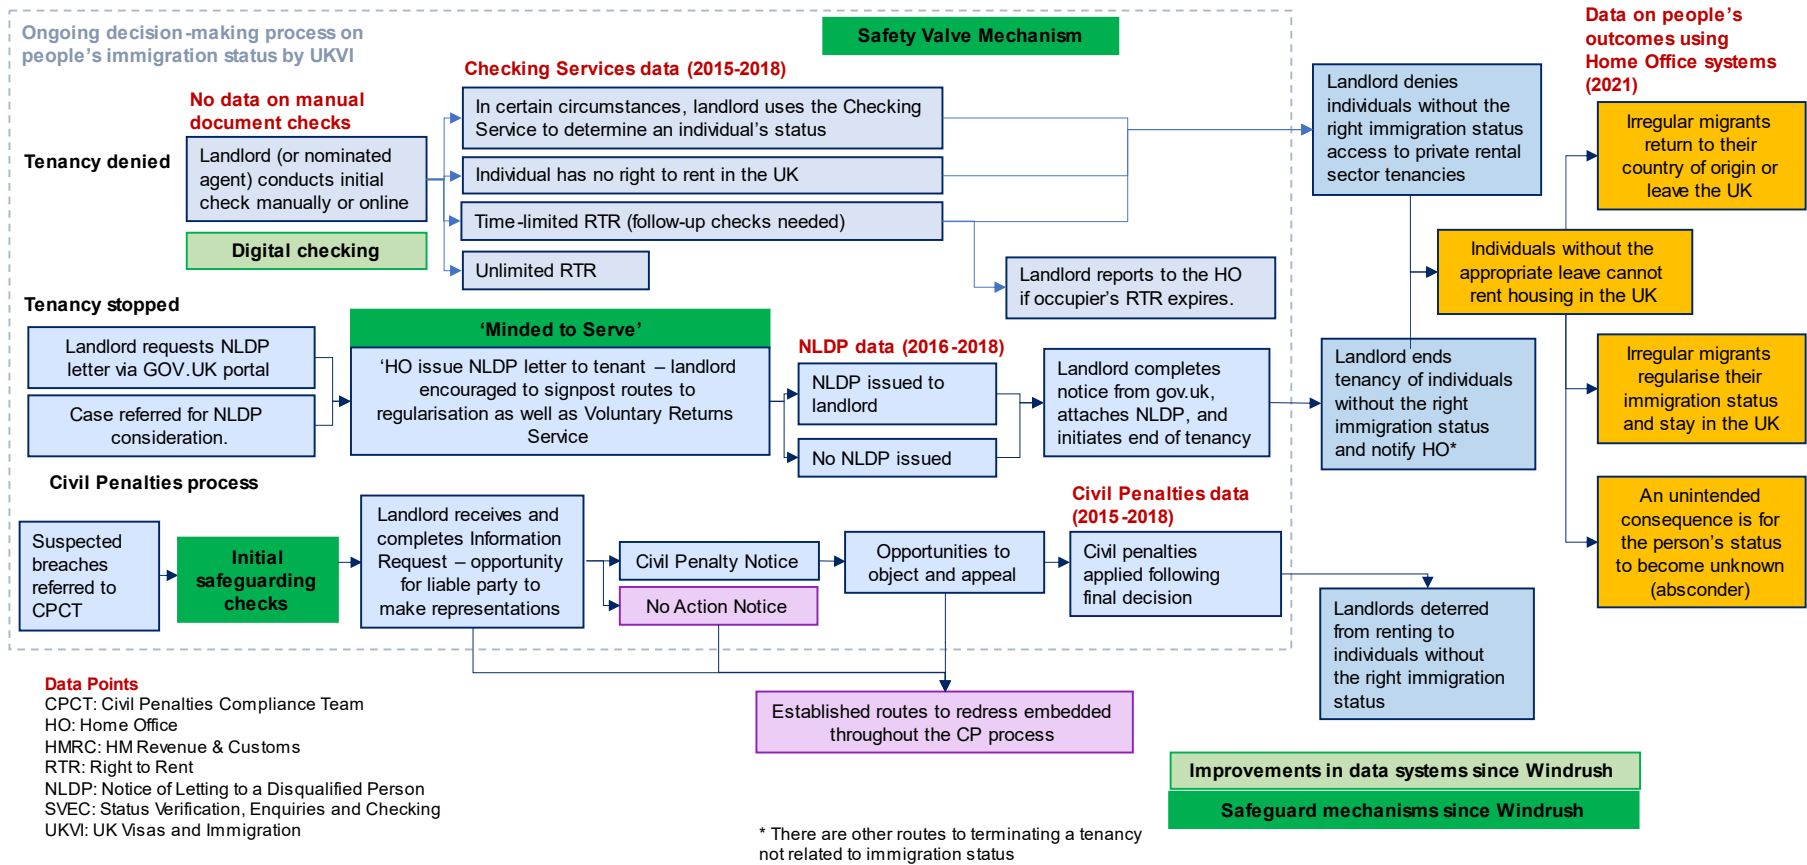 Ongoing decision-making process on
people's immigration status by UKVI
Safety Valve Mechanism
Data on people's
outcomes using
Home Office systems
(2021)
No data on manual
document checks
Checking Services data (2015-2018)
Tenancy denied
Landlord (or nominated
agent) conducts initial
check manually or online
Digital checking
In certain circumstances, landlord uses the Checking
Service to determine an individual's status
Individual has no right to rent in the UK
Time-limited RTR (follow-up checks needed)
Unlimited RTR
Landlord reports to the HO
if occupier's RTR expires.
Landlord denies
individuals without the
right immigration status
access to private rental
sector tenancies
Irregular migrants
return to their
country of origin or
leave the UK
Individuals without the
appropriate leave cannot
rent housing in the UK
Tenancy stopped
Landlord requests NLDP
letter via GOV.UK portal
Case referred for NLDP
consideration.
'Minded to Serve'
'HO issue NLDP letter to tenant – landlord
encouraged to signpost routes to
regularisation as well as Voluntary Returns
Service
NLDP data (2016-2018)
NLDP issued to
landlord
No NLDP issued
Landlord completes
notice from gov.uk,
attaches NLDP, and
initiates end of tenancy
Landlord ends
tenancy of individuals
without the right
immigration status
and notify HO*
Irregular migrants
regularise their
immigration status
and stay in the UK
Civil Penalties process
Suspected
breaches
referred to
CPCT
Initial
safeguarding
checks
Landlord receives and
completes Information
Request – opportunity
for liable party to
make representations
Civil Penalty Notice
No Action Notice
Opportunities to
object and appeal
Civil Penalties data
(2015-2018)
Civil penalties
applied following
final decision
An unintended
consequence is for
the person's status
to become unknown
(absconder)
Landlords deterred
from renting to
individuals without
the right immigration
status
Established routes to redress embedded
throughout the CP process
Data Points
CPCT: Civil Penalties Compliance Team
HO: Home Office
HMRC: HM Revenue & Customs
RTR: Right to Rent
NLDP: Notice of Letting to a Disqualified Person
SVEC: Status Verification, Enquiries and Checking
UKVI: UK Visas and Immigration
Improvements in data systems since Windrush
Safeguard mechanisms since Windrush
* There are other routes to terminating a tenancy
not related to immigration status